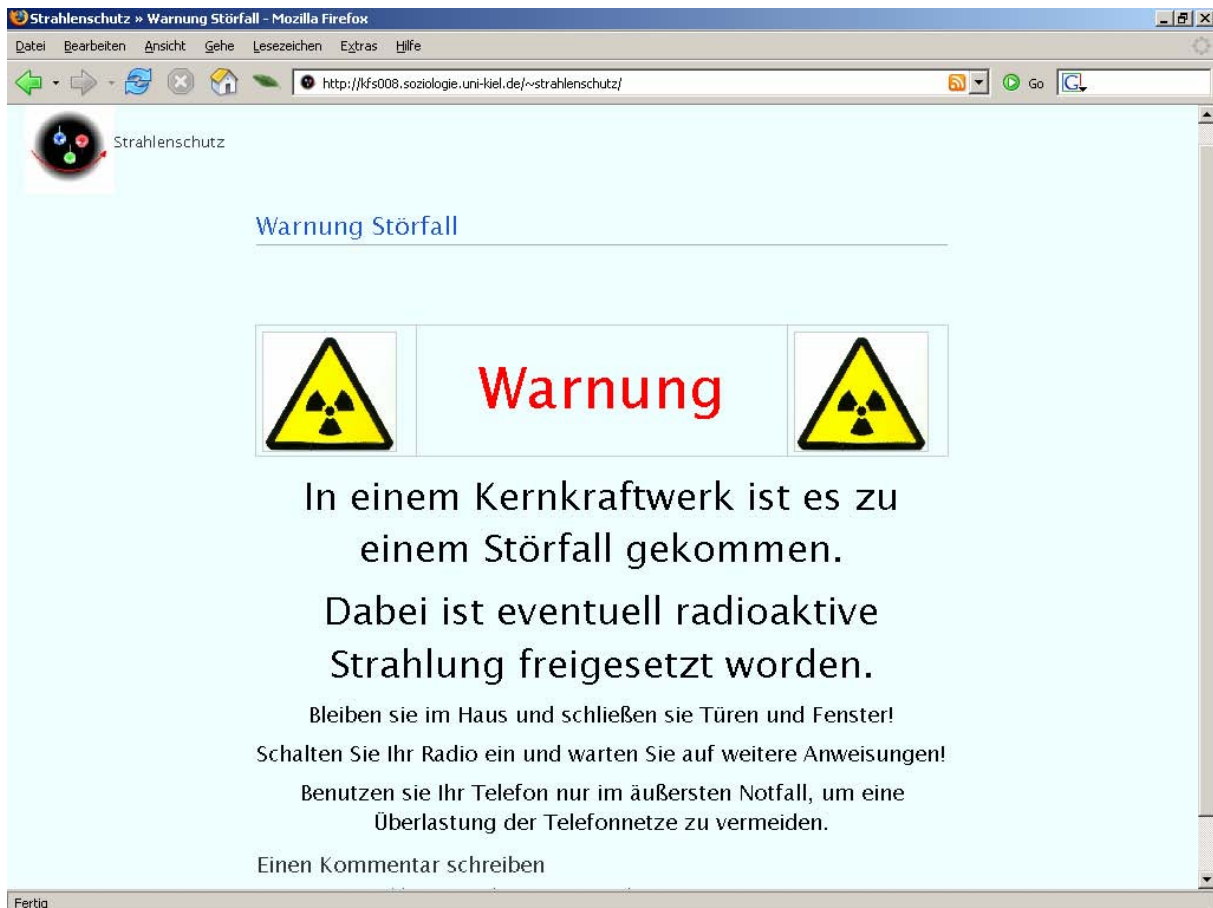 Strahlenschutz » Warnung Störfall - Mozilla Firefox
Datei Bearbeiten Ansicht Gehe Lesezeichen Extras Hilfe
http://kfs008.soziologie.uni-kiel.de/~strahlenschutz/ Go G
Strahlenschutz
Warnung Störfall
Warnung
In einem Kernkraftwerk ist es zu
einem Störfall gekommen.
Dabei ist eventuell radioaktive
Strahlung freigesetzt worden.
Bleiben sie im Haus und schließen sie Türen und Fenster!
Schalten Sie Ihr Radio ein und warten Sie auf weitere Anweisungen!
Benutzen sie Ihr Telefon nur im äußersten Notfall, um eine
Überlastung der Telefonnetze zu vermeiden.
Einen Kommentar schreiben
Fertig